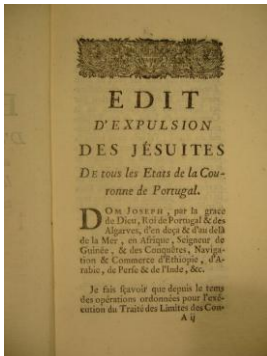 EDIT
D'EXPULSION
DES JÉSUITES
DE tous les Etats de la Cou-
ronne de Portugal.
DOM JOSEPH, par la grace
de Dieu, Roi de Portugal & des
Algarves, d'en deçà & d'au delà
de la Mer, en Afrique, Seigneur de
Guinée, & des Conquêtes, Naviga-
tion & Commerce d'Ethiopie, d'A-
rabie, de Perse & de l'Inde, &c.
Je fais sçavoir que depuis le tems
des opérations ordonnées pour l'exé-
cution du Traité des Limites des Con-
A ij